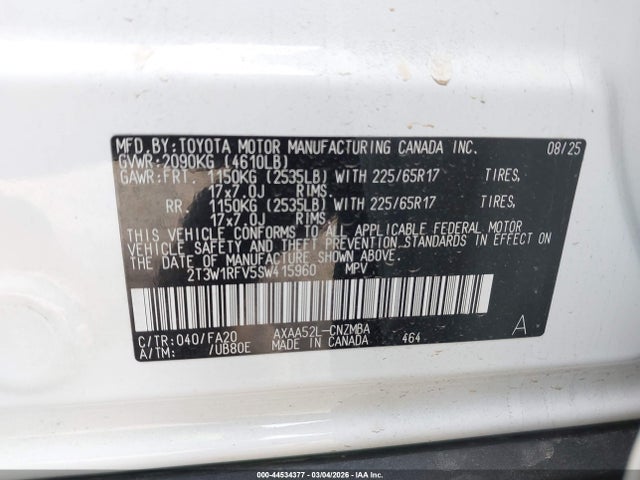 MFD. BY: TOYOTA MOTOR MANUFACTURING CANADA INC. 08/25
GVWR: 2090KG (4610LB)
GAWR: FRT. 1150KG (2535LB) WITH 225/65R17 TIRES,
17x7.0J RIMS.
RR. 1150KG (2535LB) WITH 225/65R17 TIRES,
17x7.0J RIMS.
THIS VEHICLE CONFORMS TO ALL APPLICABLE FEDERAL MOTOR
VEHICLE SAFETY AND THEFT PREVENTION STANDARDS IN EFFECT
ON THE DATE OF MANUFACTURE SHOWN ABOVE.
2T3W1RFV5SW415960 MPV
C/TR: 040/FA20 AXAA52L-CNZMBA A
A/TM: /UB80E MADE IN CANADA 464
000-44534377 - 03/04/2026 - IAA Inc.